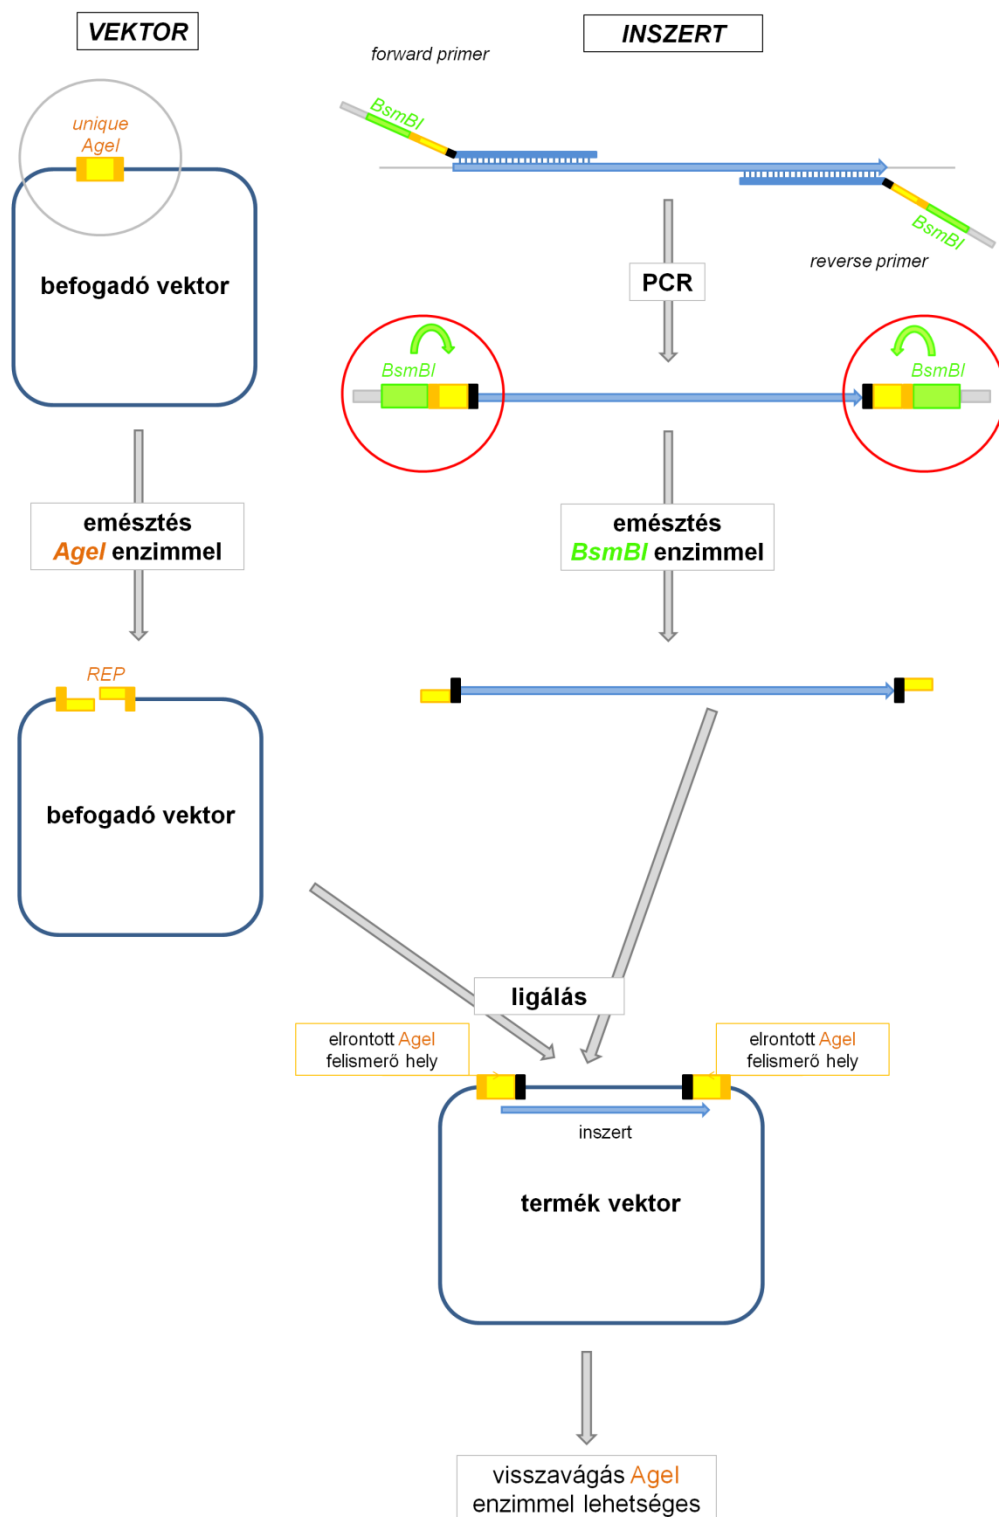 VEKTOR
INSZERT
forward primer
BsmBI
unique
AgeI
befogadó vektor
BsmBI
reverse primer
PCR
BsmBI
BsmBI
emésztés
AgeI enzimmel
emésztés
BsmBI enzimmel
REP
befogadó vektor
ligálás
elrontott AgeI
felismerő hely
elrontott AgeI
felismerő hely
inszert
termék vektor
visszavágás AgeI
enzimmel lehetséges